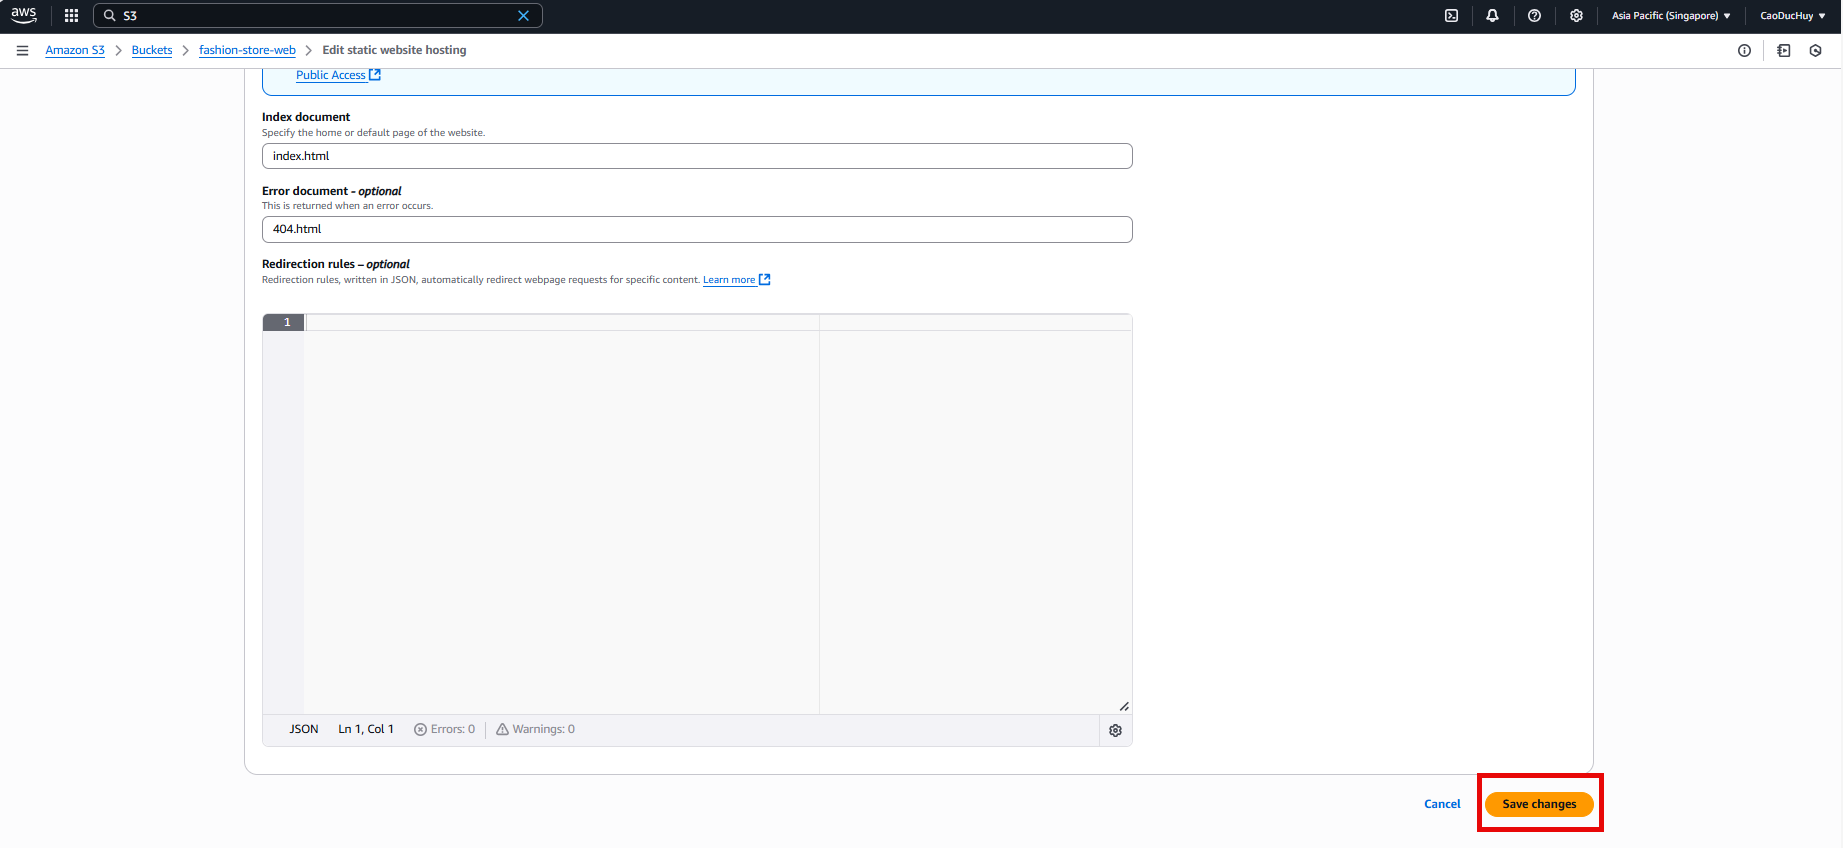 aws
S3
Asia Pacific (Singapore)
CaoDucHuy
Amazon S3 > Buckets > fashion-store-web > Edit static website hosting
Public Access
Index document
Specify the home or default page of the website.
index.html
Error document - optional
This is returned when an error occurs.
404.html
Redirection rules – optional
Redirection rules, written in JSON, automatically redirect webpage requests for specific content. Learn more
1
JSON Ln 1, Col 1 Errors: 0 Warnings: 0
Cancel Save changes